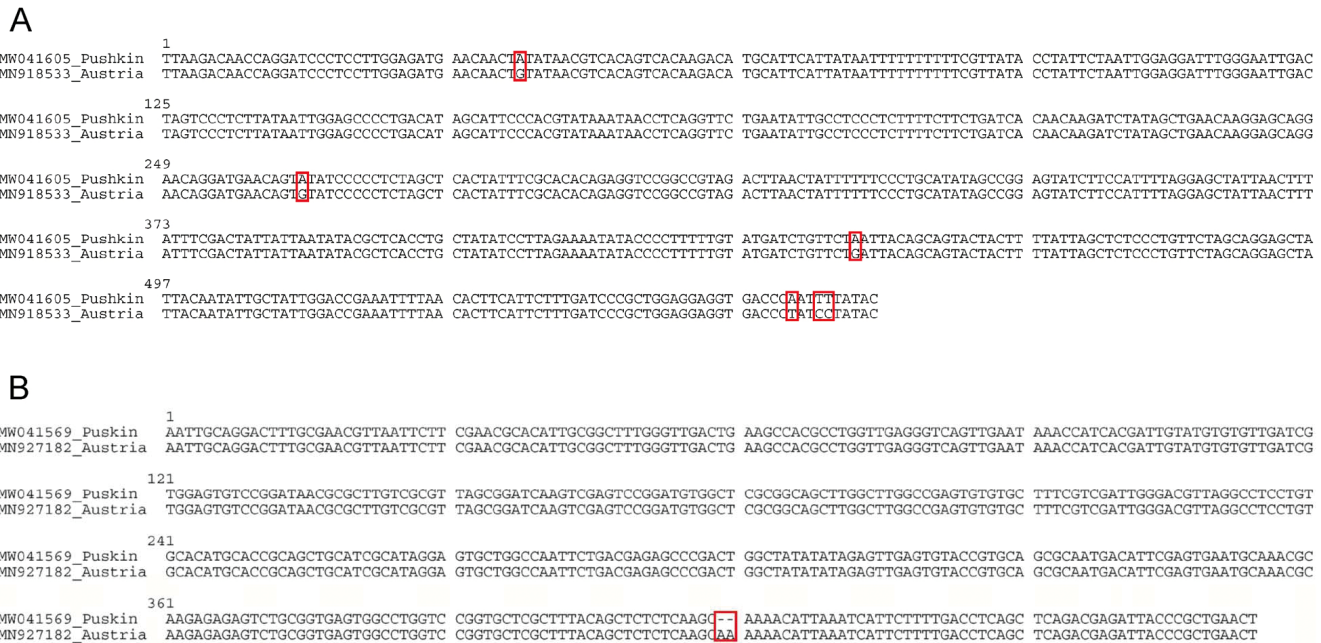 A
1
MW041605_Pushkin TTAAGACAACCAGGATCCCTCCTTGGAGATG AACAACTATATAACGTCACAGTCACAAGACA TGCATTCATTATAATTTTTTTTTTCGTTATA CCTATTCTAATTGGAGGATTTGGGAATTGAC
MN918533_Austria TTAAGACAACCAGGATCCCTCCTTGGAGATG AACAACTGTATAACGTCACAGTCACAAGACA TGCATTCATTATAATTTTTTTTTTCGTTATA CCTATTCTAATTGGAGGATTTGGGAATTGAC
125
MW041605_Pushkin TAGTCCCTCTTATAATTGGAGCCCCTGACAT AGCATTCCCACGTATAAATAACCTCAGGTTC TGAATATTGCCTCCCTCTTTTCTTCTGATCA CAACAAGATCTATAGCTGAACAAGGAGCAGG
MN918533_Austria TAGTCCCTCTTATAATTGGAGCCCCTGACAT AGCATTCCCACGTATAAATAACCTCAGGTTC TGAATATTGCCTCCCTCTTTTCTTCTGATCA CAACAAGATCTATAGCTGAACAAGGAGCAGG
249
MW041605_Pushkin AACAGGATGAACAGTATATCCCCCTCTAGCT CACTATTTCGCACACAGAGGTCCGGCCGTAG ACTTAACTATTTTTTCCCTGCATATAGCCGG AGTATCTTCCATTTTAGGAGCTATTAACTTT
MN918533_Austria AACAGGATGAACAGTGTATCCCCCTCTAGCT CACTATTTCGCACACAGAGGTCCGGCCGTAG ACTTAACTATTTTTTCCCTGCATATAGCCGG AGTATCTTCCATTTTAGGAGCTATTAACTTT
373
MW041605_Pushkin ATTTCGACTATTATTAATATACGCTCACCTG CTATATCCTTAGAAAATATACCCCTTTTTGT ATGATCTGTTCTAATTACAGCAGTACTACTT TTATTAGCTCTCCCTGTTCTAGCAGGAGCTA
MN918533_Austria ATTTCGACTATTATTAATATACGCTCACCTG CTATATCCTTAGAAAATATACCCCTTTTTGT ATGATCTGTTCTGATTACAGCAGTACTACTT TTATTAGCTCTCCCTGTTCTAGCAGGAGCTA
497
MW041605_Pushkin TTACAATATTGCTATTGGACCGAAATTTTAA CACTTCATTCTTTGATCCCGCTGGAGGAGGT GACCCAATTTTATAC
MN918533_Austria TTACAATATTGCTATTGGACCGAAATTTTAA CACTTCATTCTTTGATCCCGCTGGAGGAGGT GACCCTATCCTATAC
B
1
MW041569_Puskin AATTGCAGGACTTTGCGAACGTTAATTCTT CGAACGCACATTGCGGCTTTGGGTTGACTG AAGCCACGCCTGGTTGAGGGTCAGTTGAAT AAACCATCACGATTGTATGTGTGTTGATCG
MN927182_Austria AATTGCAGGACTTTGCGAACGTTAATTCTT CGAACGCACATTGCGGCTTTGGGTTGACTG AAGCCACGCCTGGTTGAGGGTCAGTTGAAT AAACCATCACGATTGTATGTGTGTTGATCG
121
MW041569_Puskin TGGAGTGTCCGGATAACGCGCTTGTCGCGT TAGCGGATCAAGTCGAGTCCGGATGTGGCT CGCGGCAGCTTGGCTTGGCCGAGTGTGTGC TTTCGTCGATTGGGACGTTAGGCCTCCTGT
MN927182_Austria TGGAGTGTCCGGATAACGCGCTTGTCGCGT TAGCGGATCAAGTCGAGTCCGGATGTGGCT CGCGGCAGCTTGGCTTGGCCGAGTGTGTGC TTTCGTCGATTGGGACGTTAGGCCTCCTGT
241
MW041569_Puskin GCACATGCACCGCAGCTGCATCGCATAGGA GTGCTGGCCAATTCTGACGAGAGCCCGACT GGCTATATATAGAGTTGAGTGTACCGTGCA GCGCAATGACATTCGAGTGAATGCAAACGC
MN927182_Austria GCACATGCACCGCAGCTGCATCGCATAGGA GTGCTGGCCAATTCTGACGAGAGCCCGACT GGCTATATATAGAGTTGAGTGTACCGTGCA GCGCAATGACATTCGAGTGAATGCAAACGC
361
MW041569_Puskin AAGAGAGAGTCTGCGGTGAGTGGCCTGGTC CGGTGCTCGCTTTACAGCTCTCTCAAGC-- AAAACATTAAATCATTCTTTTGACCTCAGC TCAGACGAGATTACCCGCTGAACT
MN927182_Austria AAGAGAGAGTCTGCGGTGAGTGGCCTGGTC CGGTGCTCGCTTTACAGCTCTCTCAAGCAA AAAACATTAAATCATTCTTTTGACCTCAGC TCAGACGAGATTACCCGCTGAACT